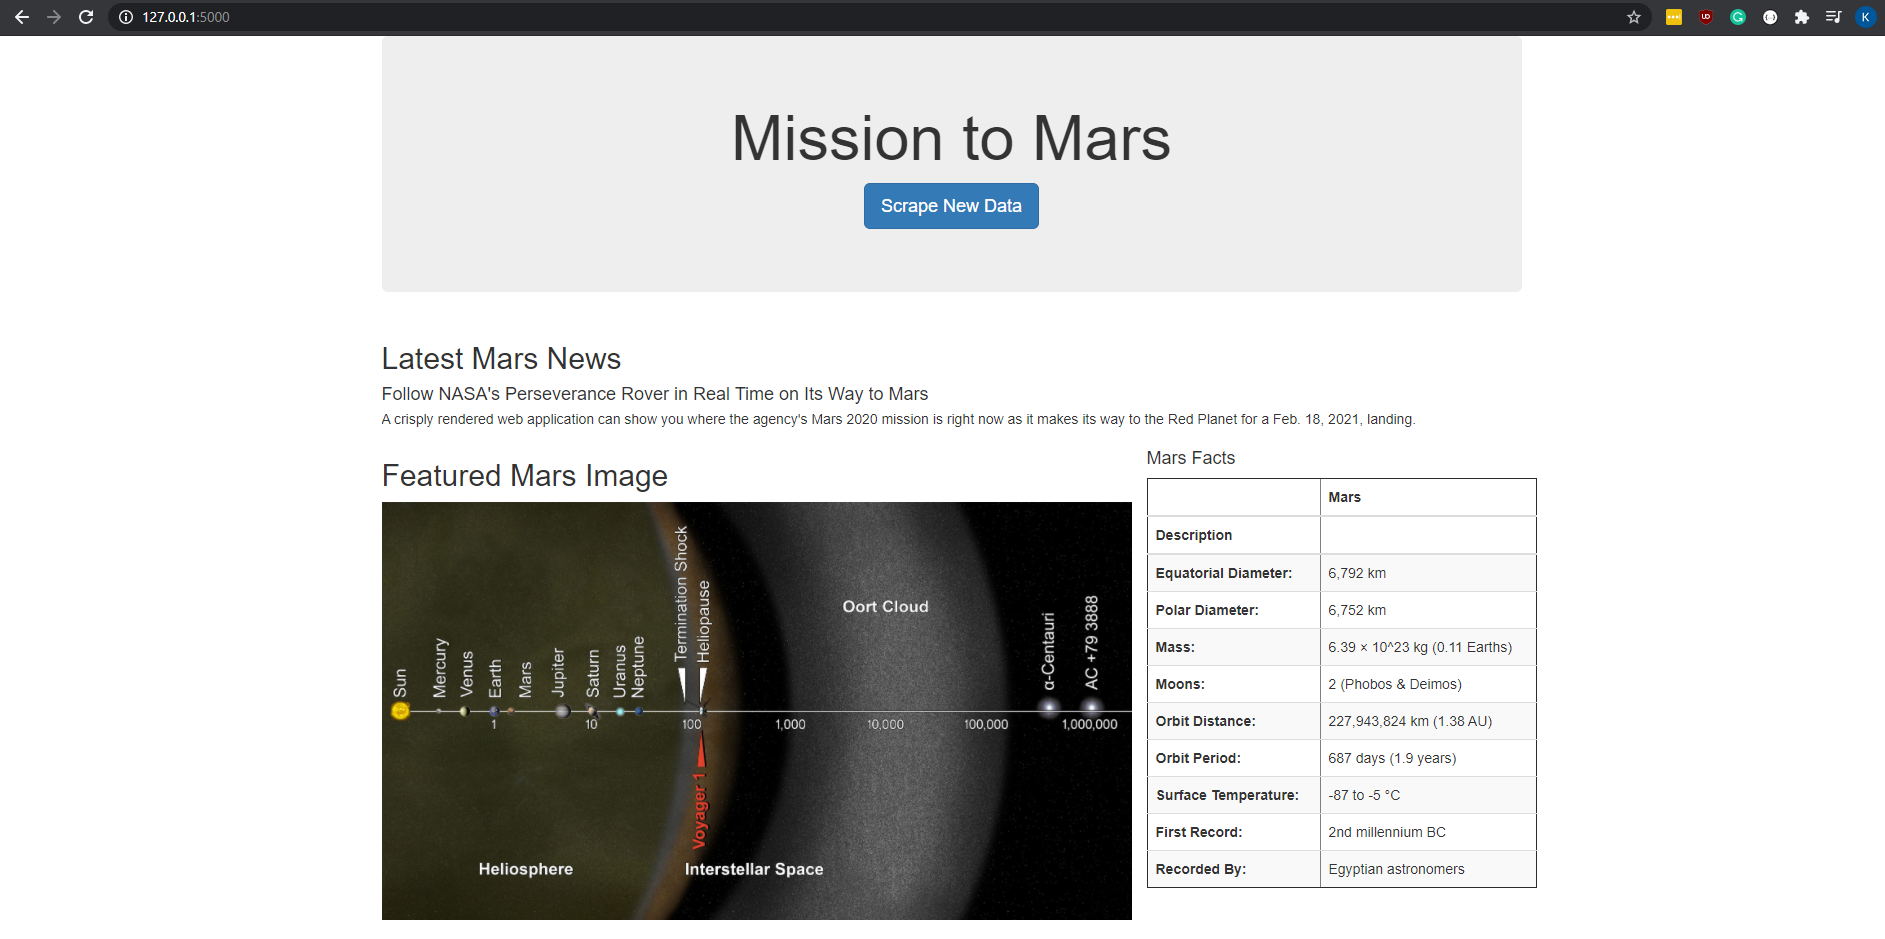 127.0.0.1:5000
K
Mission to Mars
Scrape New Data
Latest Mars News
Follow NASA's Perseverance Rover in Real Time on Its Way to Mars
A crisply rendered web application can show you where the agency's Mars 2020 mission is right now as it makes its way to the Red Planet for a Feb. 18, 2021, landing.
Featured Mars Image
Sun
Mercury
Venus
Earth
Mars
Jupiter
Saturn
Uranus
Neptune
Termination Shock
Heliopause
Oort Cloud
α-Centauri
AC +79 3888
1
10
100
1,000
10,000
100,000
1,000,000
Voyager 1
Heliosphere
Interstellar Space
Mars Facts
Mars
Description
Equatorial Diameter: 6,792 km
Polar Diameter: 6,752 km
Mass: 6.39 × 10^23 kg (0.11 Earths)
Moons: 2 (Phobos & Deimos)
Orbit Distance: 227,943,824 km (1.38 AU)
Orbit Period: 687 days (1.9 years)
Surface Temperature: -87 to -5 °C
First Record: 2nd millennium BC
Recorded By: Egyptian astronomers